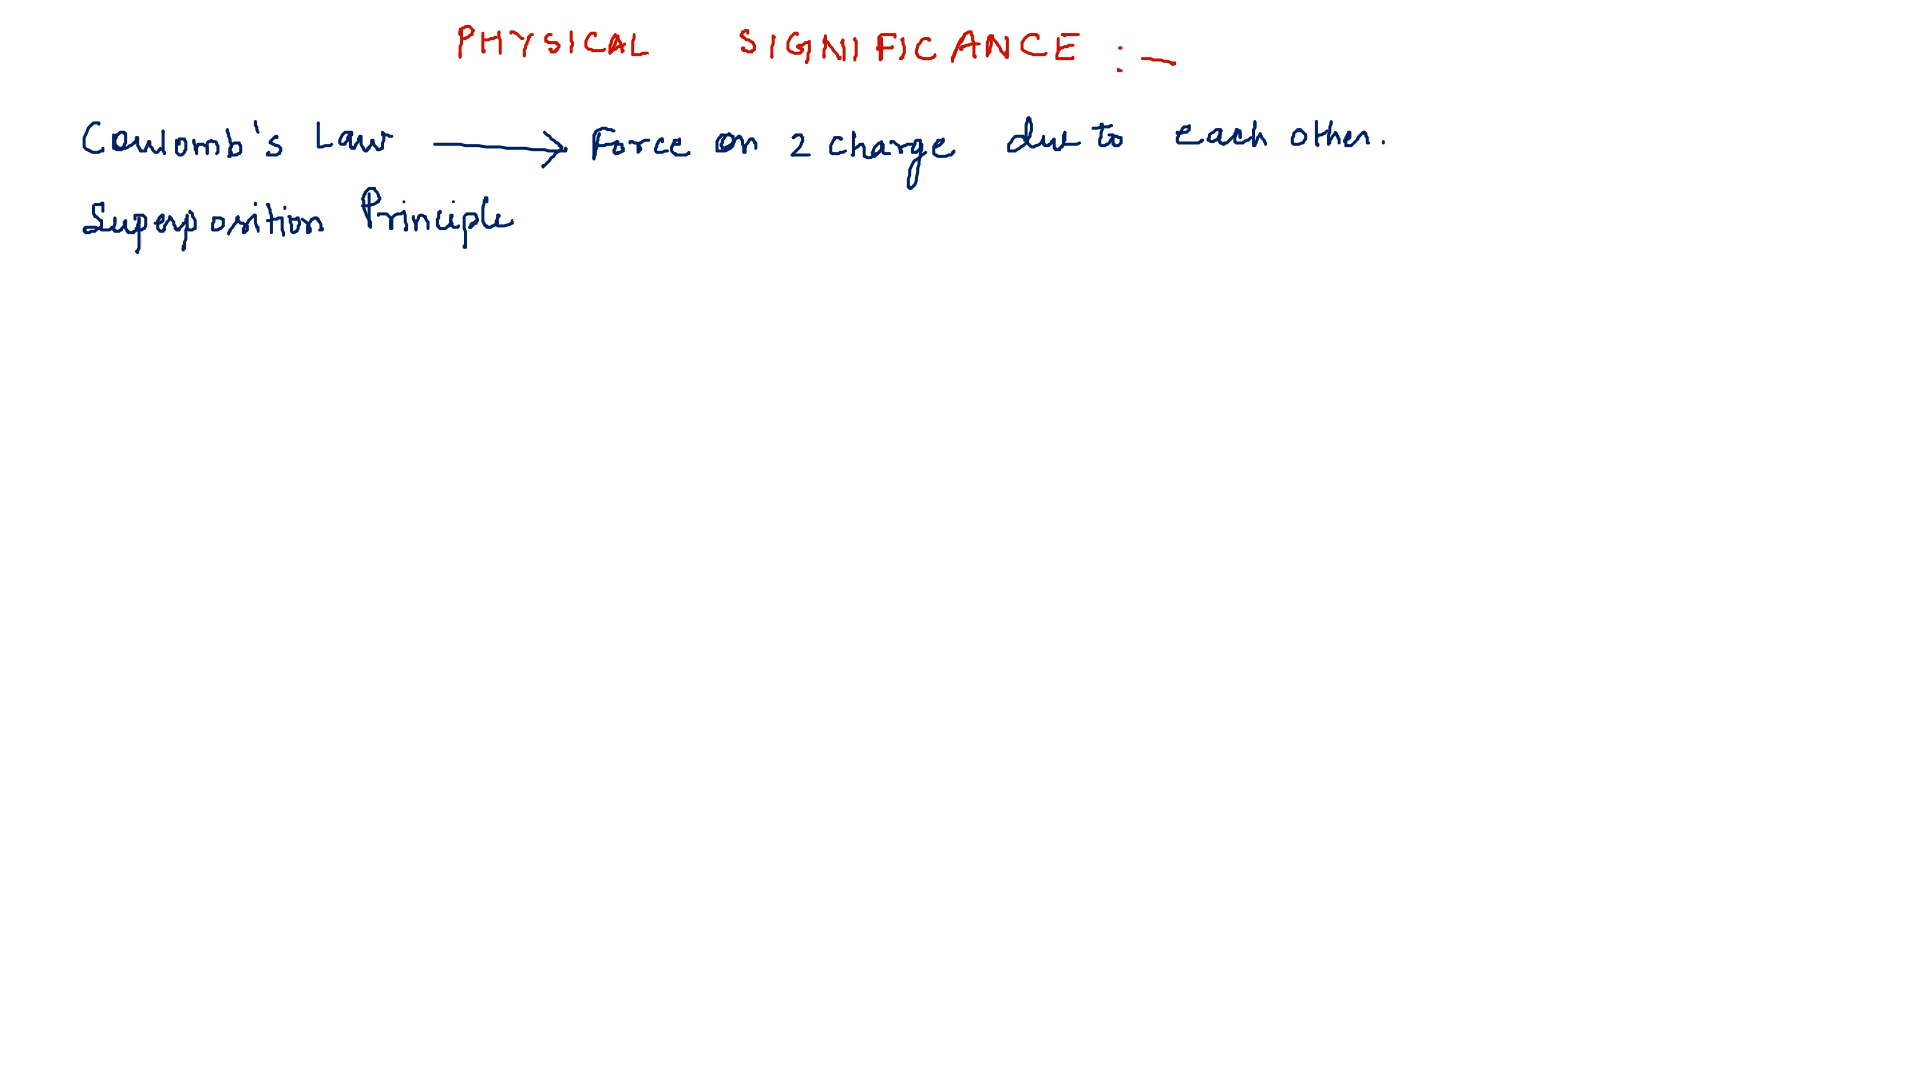 PHYSICAL SIGNIFICANCE :-
Coulomb's Law → Force on 2 charge due to each other.
Superposition Principle